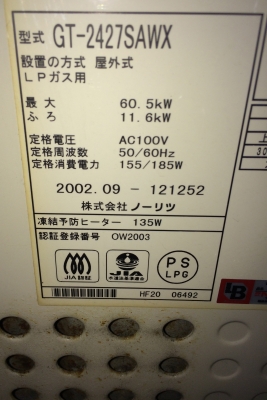 型式 GT-2427SAWX
設置の方式 屋外式
LPガス用
最大 60.5kW
ふろ 11.6kW
定格電圧 AC100V
定格周波数 50/60Hz
定格消費電力 155/185W
2002.09 - 121252
株式会社 ノーリツ
凍結予防ヒーター 135W
認証登録番号 OW2003
JIA 認証
JIA
PS
LPG
HF20 06492